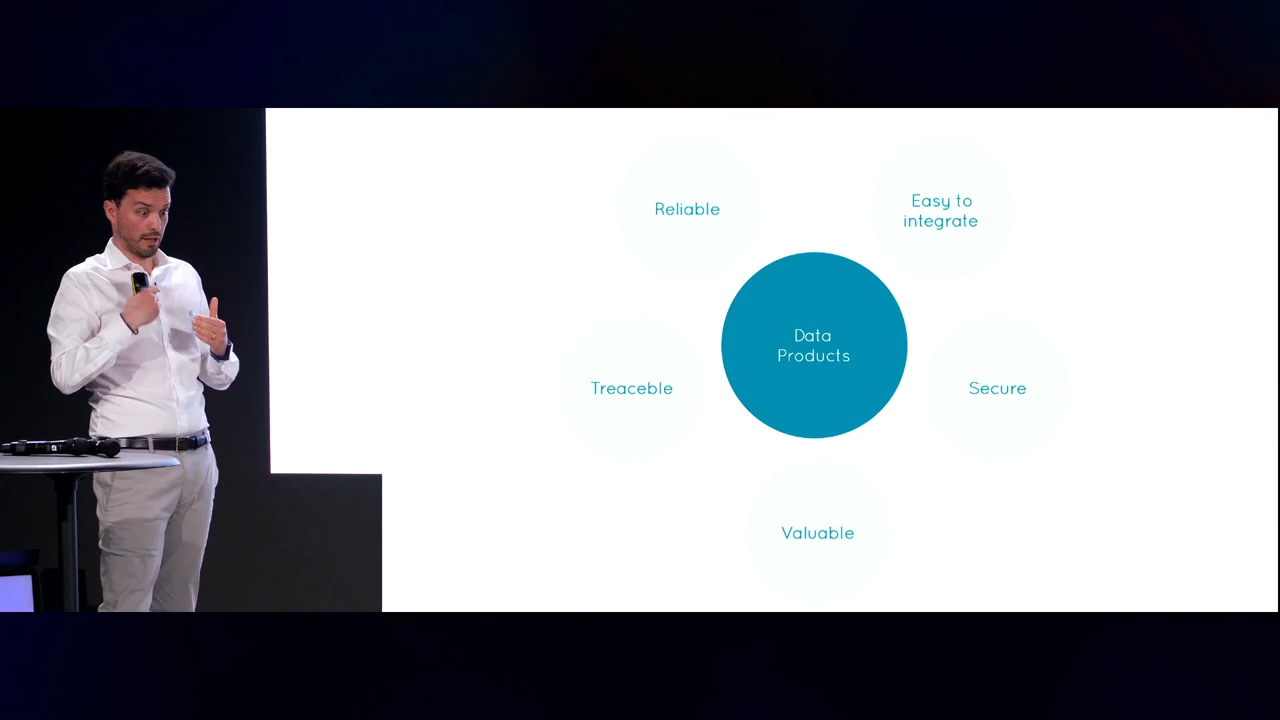 Reliable
Easy to
integrate
Data
Products
Treaceble
Secure
Valuable